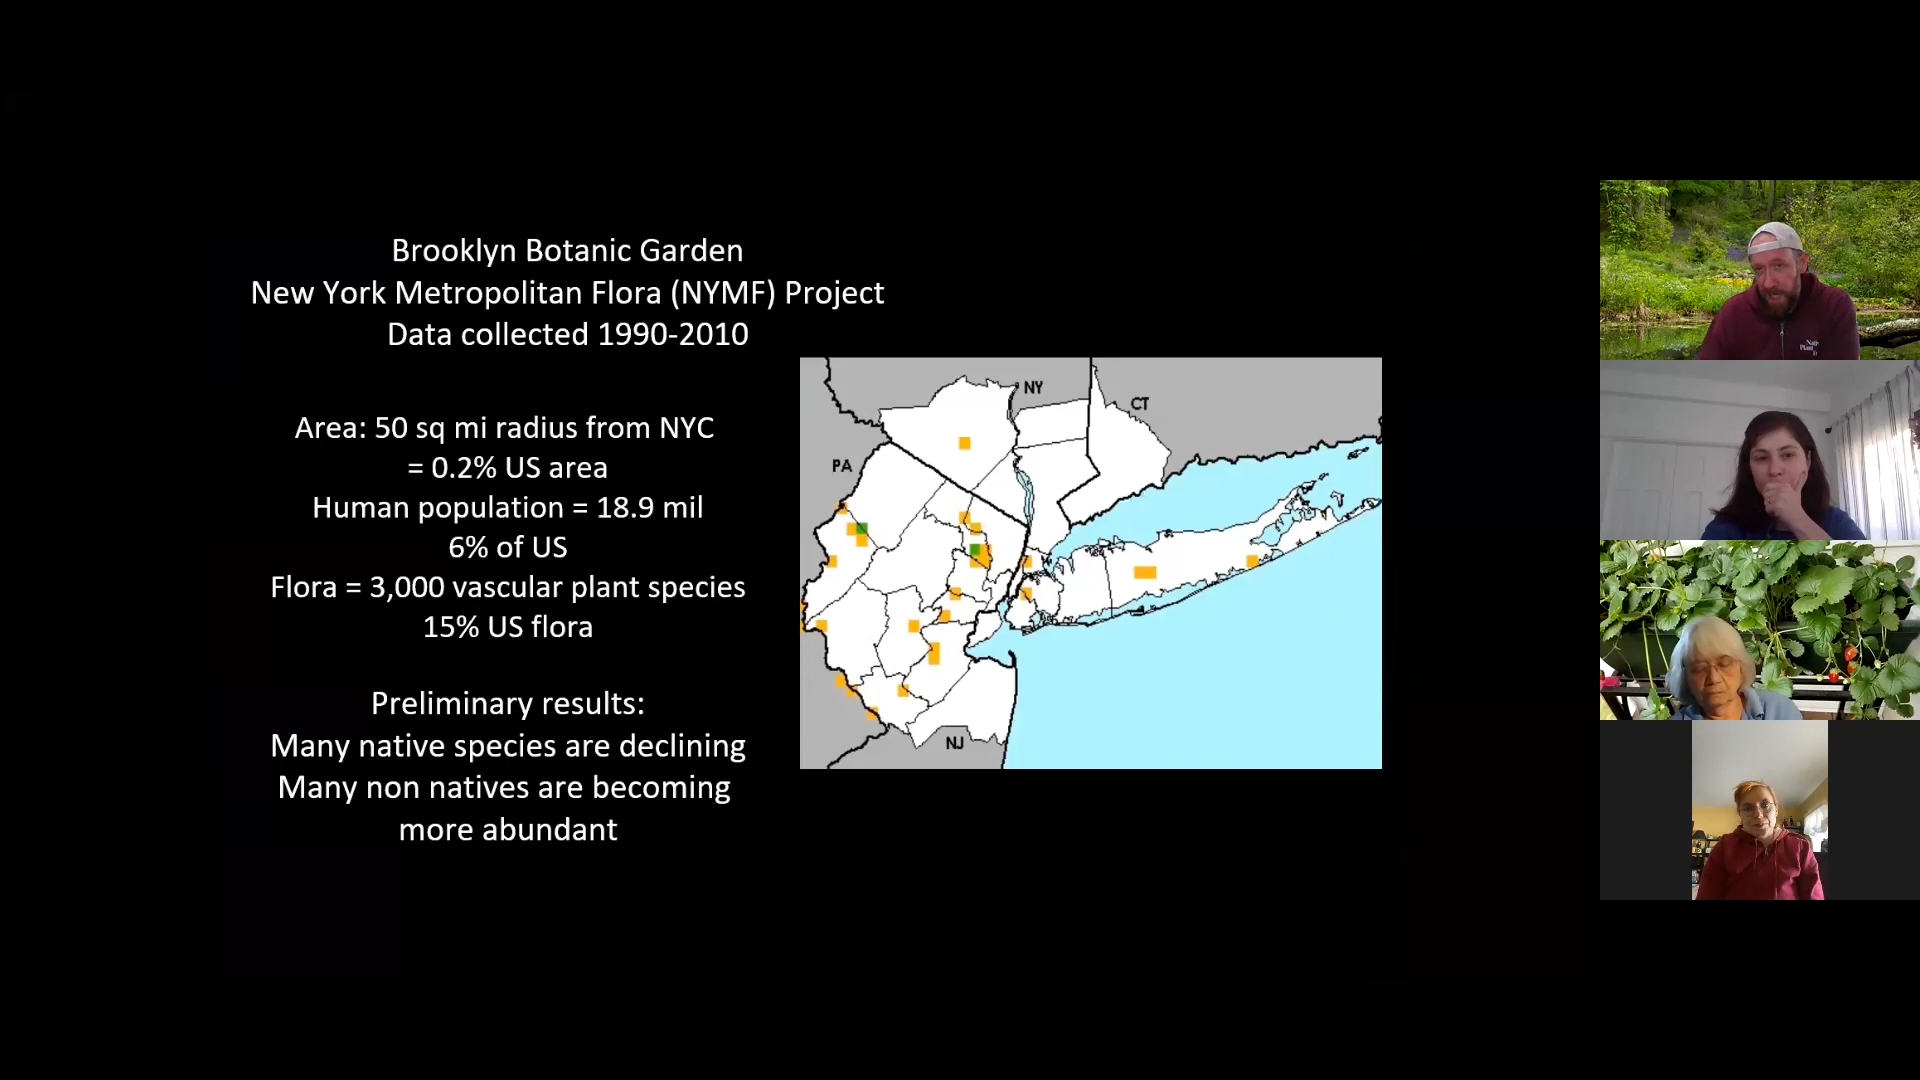 Brooklyn Botanic Garden
New York Metropolitan Flora (NYMF) Project
Data collected 1990-2010
Area: 50 sq mi radius from NYC
= 0.2% US area
Human population = 18.9 mil
6% of US
Flora = 3,000 vascular plant species
15% US flora
Preliminary results:
Many native species are declining
Many non natives are becoming
more abundant
NY
CT
PA
NJ